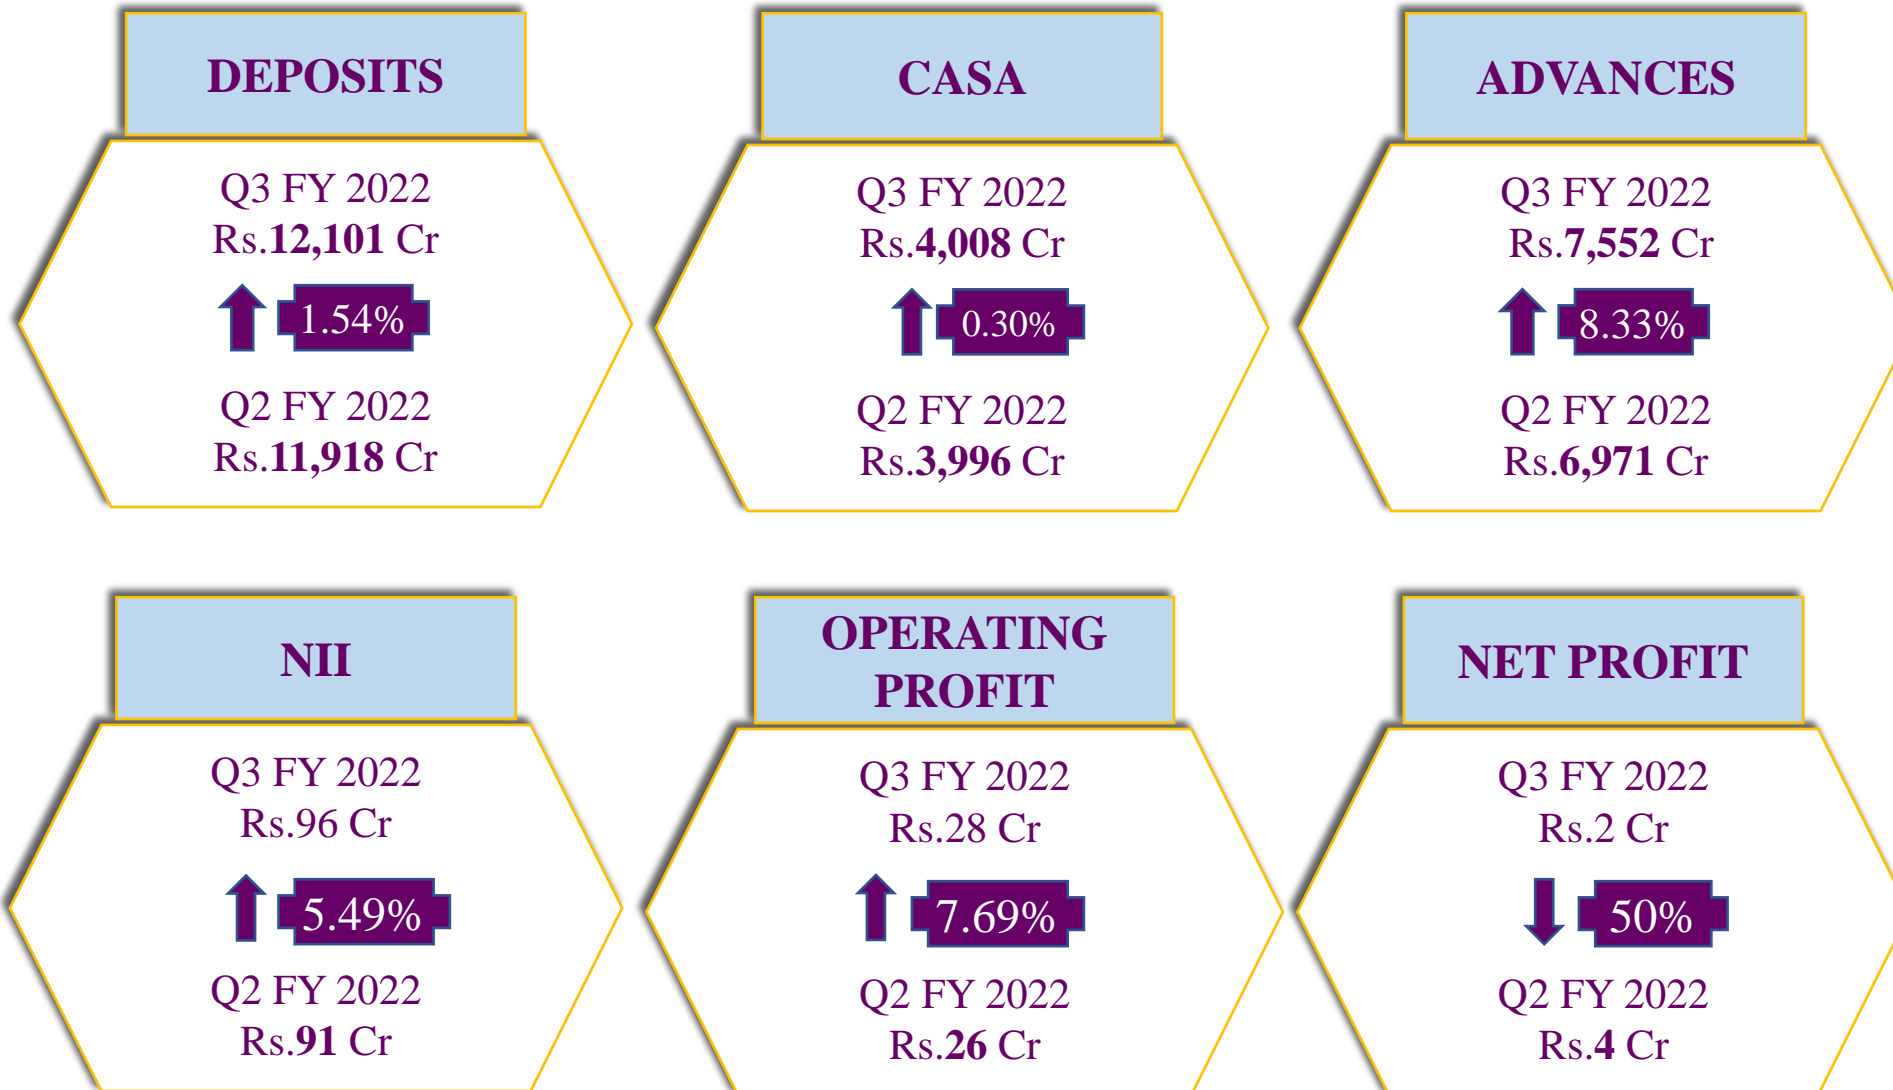 DEPOSITS
Q3 FY 2022
Rs.12,101 Cr
1.54%
Q2 FY 2022
Rs.11,918 Cr
CASA
Q3 FY 2022
Rs.4,008 Cr
0.30%
Q2 FY 2022
Rs.3,996 Cr
ADVANCES
Q3 FY 2022
Rs.7,552 Cr
8.33%
Q2 FY 2022
Rs.6,971 Cr
NII
Q3 FY 2022
Rs.96 Cr
5.49%
Q2 FY 2022
Rs.91 Cr
OPERATING
PROFIT
Q3 FY 2022
Rs.28 Cr
7.69%
Q2 FY 2022
Rs.26 Cr
NET PROFIT
Q3 FY 2022
Rs.2 Cr
50%
Q2 FY 2022
Rs.4 Cr